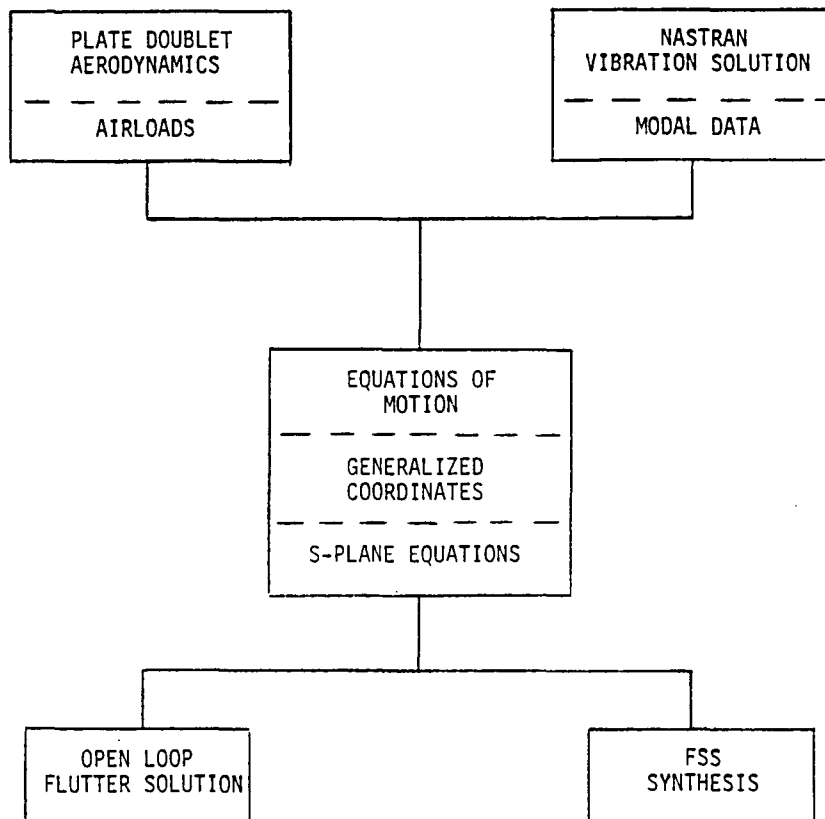 PLATE DOUBLET
AERODYNAMICS
AIRLOADS
NASTRAN
VIBRATION SOLUTION
MODAL DATA
EQUATIONS OF
MOTION
GENERALIZED
COORDINATES
S-PLANE EQUATIONS
OPEN LOOP
FLUTTER SOLUTION
FSS
SYNTHESIS